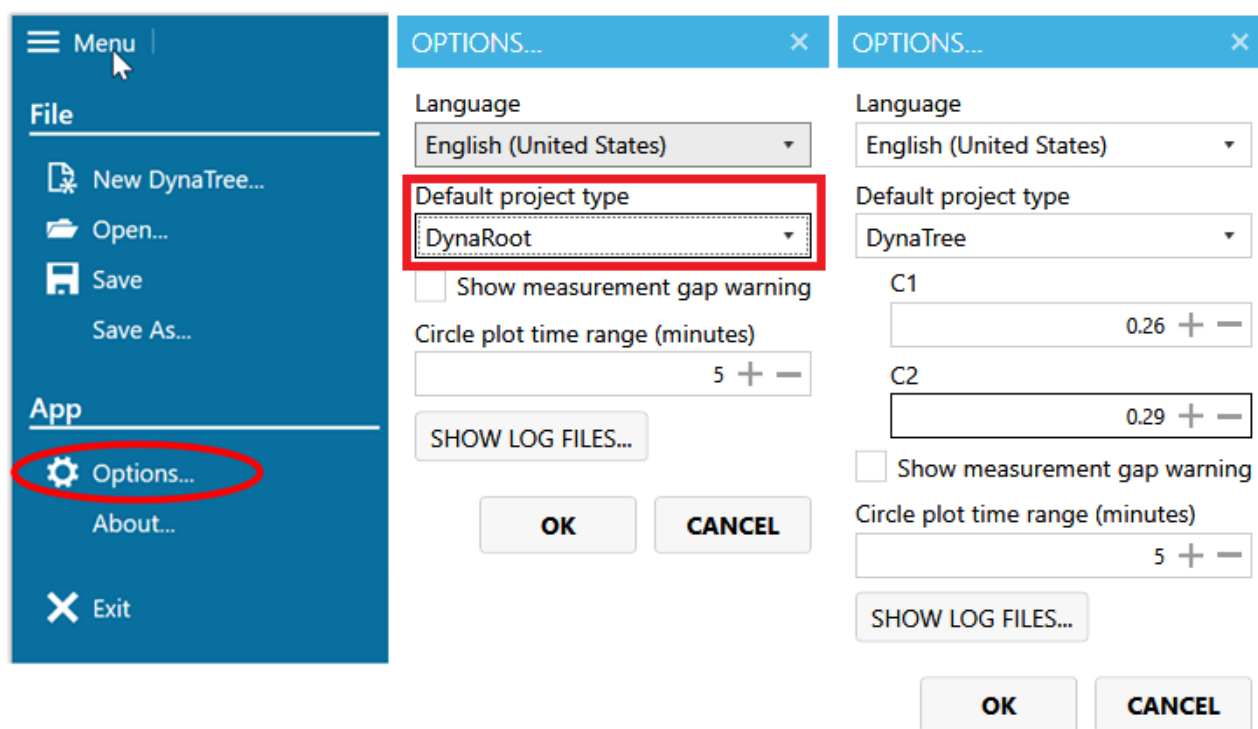 Menu
File
New DynaTree...
Open...
Save
Save As...
App
Options...
About...
Exit
OPTIONS...
Language
English (United States)
Default project type
DynaRoot
Show measurement gap warning
Circle plot time range (minutes)
5
SHOW LOG FILES...
OK CANCEL
OPTIONS...
Language
English (United States)
Default project type
DynaTree
C1
0.26
C2
0.29
Show measurement gap warning
Circle plot time range (minutes)
5
SHOW LOG FILES...
OK CANCEL